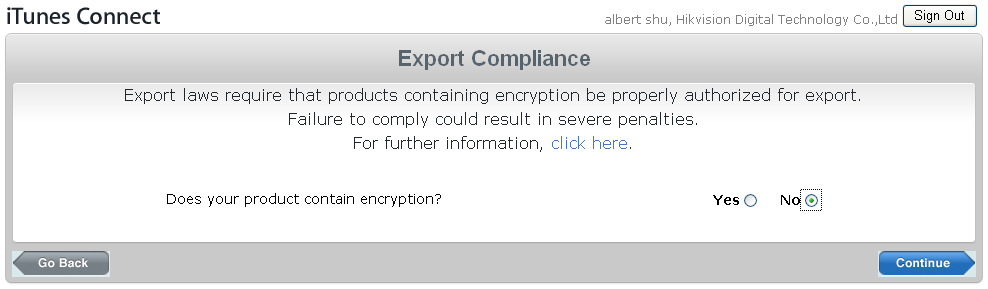 iTunes Connect
albert shu, Hikvision Digital Technology Co.,Ltd Sign Out
Export Compliance
Export laws require that products containing encryption be properly authorized for export.
Failure to comply could result in severe penalties.
For further information, click here.
Does your product contain encryption? Yes No
Go Back Continue